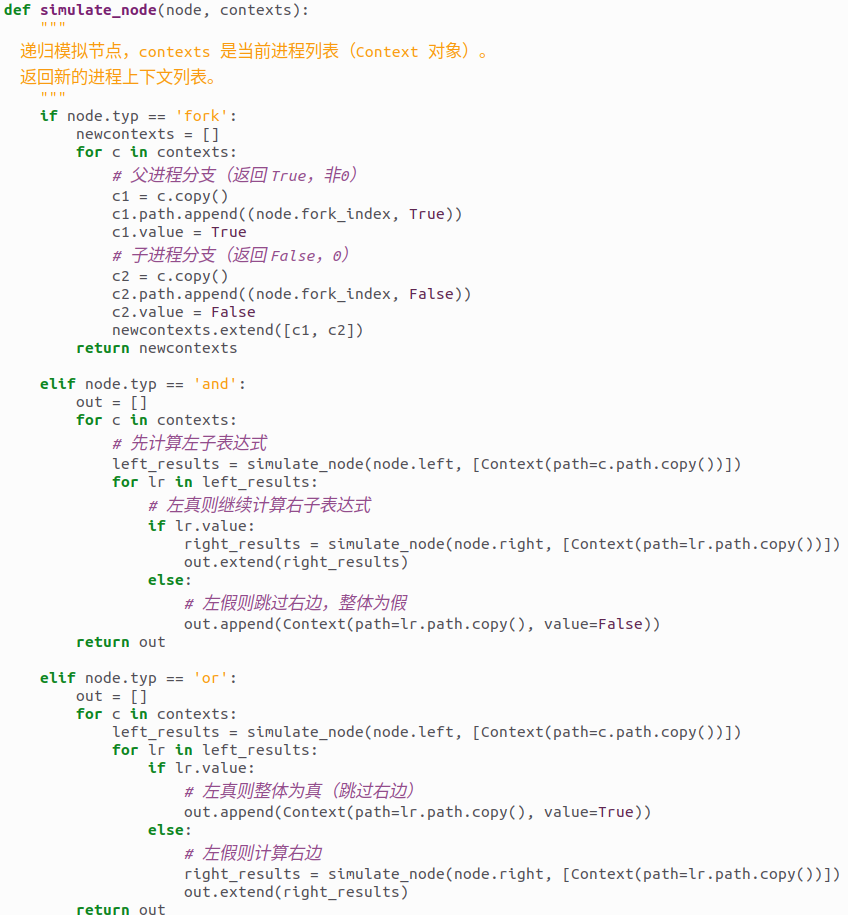 def simulate_node(node, contexts):
    """
    递归模拟节点，contexts 是当前进程列表（Context 对象）。
    返回新的进程上下文列表。
    """
    if node.typ == 'fork':
        newcontexts = []
        for c in contexts:
            # 父进程分支（返回 True，非0）
            c1 = c.copy()
            c1.path.append((node.fork_index, True))
            c1.value = True
            # 子进程分支（返回 False，0）
            c2 = c.copy()
            c2.path.append((node.fork_index, False))
            c2.value = False
            newcontexts.extend([c1, c2])
        return newcontexts
    elif node.typ == 'and':
        out = []
        for c in contexts:
            # 先计算左子表达式
            left_results = simulate_node(node.left, [Context(path=c.path.copy())])
            for lr in left_results:
                # 左真则继续计算右子表达式
                if lr.value:
                    right_results = simulate_node(node.right, [Context(path=lr.path.copy())])
                    out.extend(right_results)
                else:
                    # 左假则跳过右边，整体为假
                    out.append(Context(path=lr.path.copy(), value=False))
        return out
    elif node.typ == 'or':
        out = []
        for c in contexts:
            left_results = simulate_node(node.left, [Context(path=c.path.copy())])
            for lr in left_results:
                if lr.value:
                    # 左真则整体为真（跳过右边）
                    out.append(Context(path=lr.path.copy(), value=True))
                else:
                    # 左假则计算右边
                    right_results = simulate_node(node.right, [Context(path=lr.path.copy())])
                    out.extend(right_results)
        return out